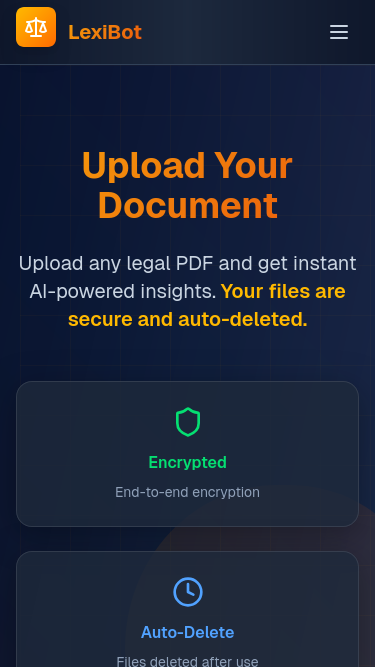 LexiBot
Upload Your
Document
Upload any legal PDF and get instant
AI-powered insights. Your files are
secure and auto-deleted.
Encrypted
End-to-end encryption
Auto-Delete
Files deleted after use